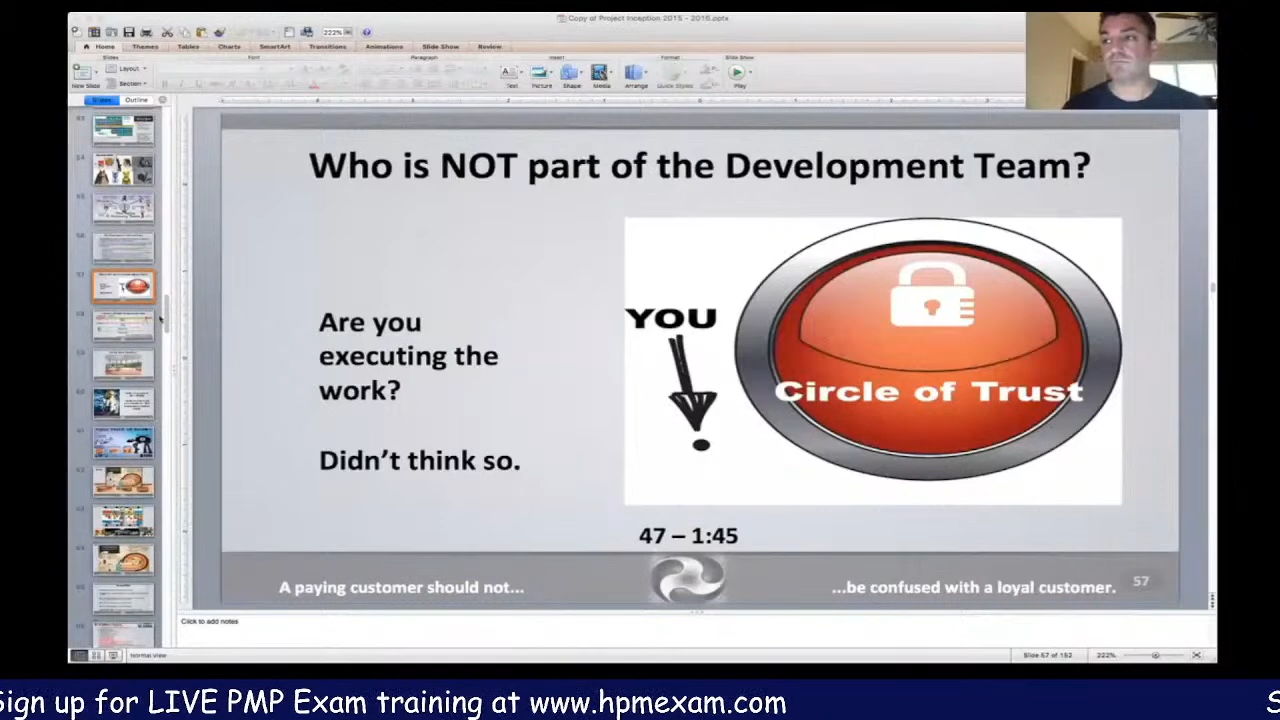 Copy of Project Inception 2015 - 2016.pptx
222%
Home Themes Tables Charts SmartArt Transitions Animations Slide Show Review
Slides Font Paragraph Insert Format Slide Show
New Slide Layout Section Text Picture Shape Media Arrange Quick Styles Play
Slides Outline
Who is NOT part of the Development Team?
Are you
executing the
work?
Didn’t think so.
YOU
Circle of Trust
47 – 1:45
A paying customer should not... ...be confused with a loyal customer. 57
Click to add notes
Normal View Slide 57 of 152 222%
Sign up for LIVE PMP Exam training at www.hpmexam.com S